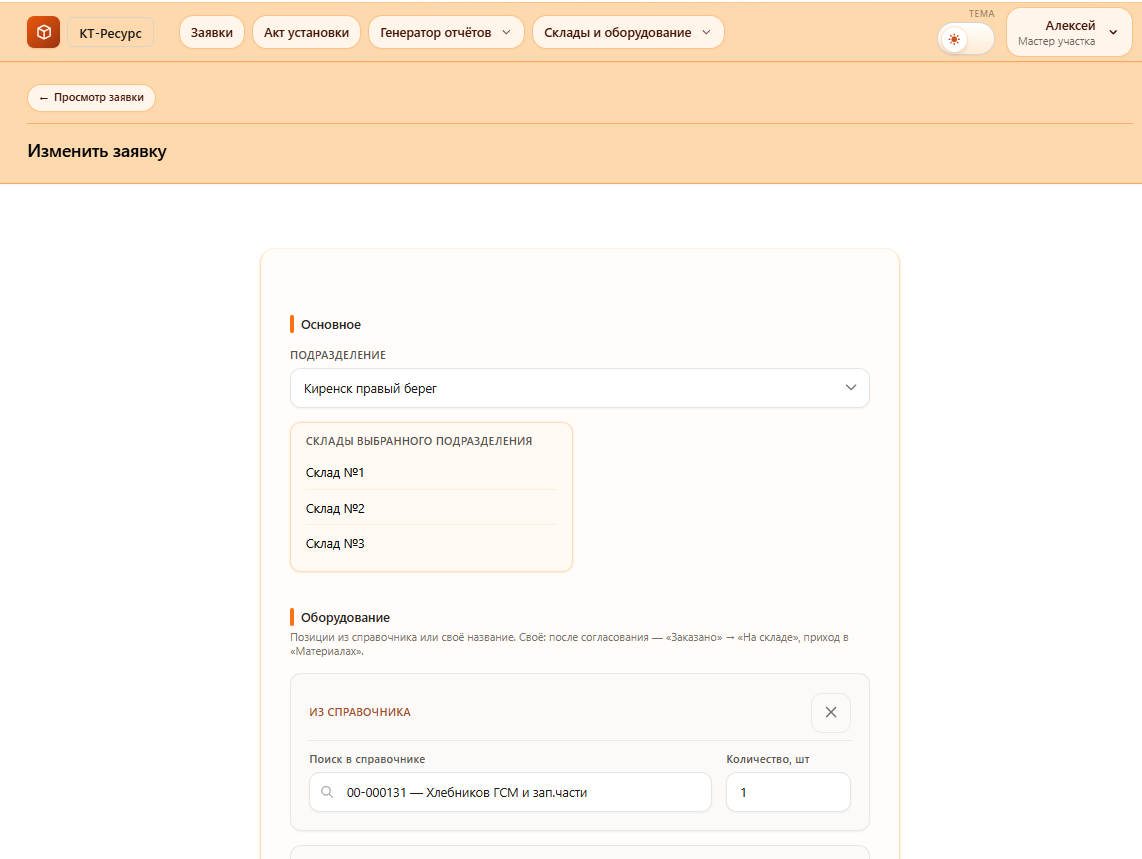 КТ-Ресурс
Заявки
Акт установки
Генератор отчётов
Склады и оборудование
ТЕМА
Алексей
Мастер участка
← Просмотр заявки
Изменить заявку
Основное
ПОДРАЗДЕЛЕНИЕ
Киренск правый берег
СКЛАДЫ ВЫБРАННОГО ПОДРАЗДЕЛЕНИЯ
Склад №1
Склад №2
Склад №3
Оборудование
Позиции из справочника или своё название. Своё: после согласования — «Заказано» → «На складе», приход в
«Материалах».
ИЗ СПРАВОЧНИКА
Поиск в справочнике
Количество, шт
00-000131 — Хлебников ГСМ и зап.части
1